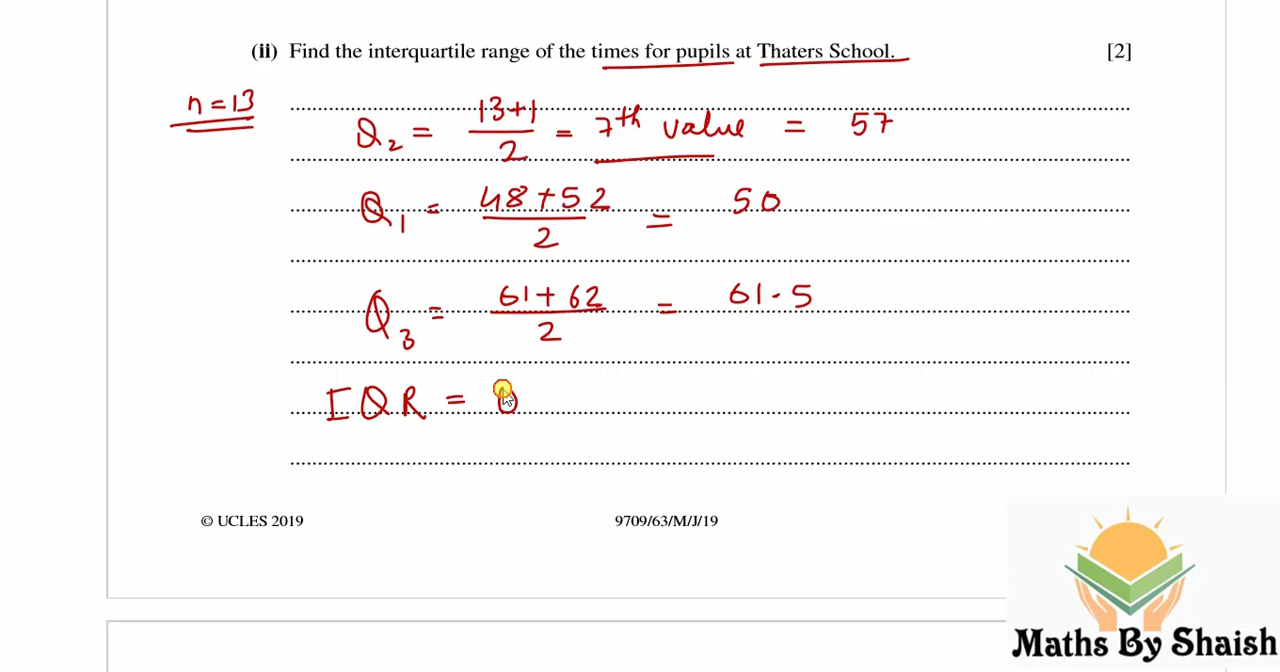 (ii) Find the interquartile range of the times for pupils at Thaters School. [2]
n = 13
Q₂ = 13+1/2 = 7th value = 57
Q₁ = 48+52/2 = 50
Q₃ = 61+62/2 = 61.5
IQR =
© UCLES 2019 9709/63/M/J/19
Maths By Shaish